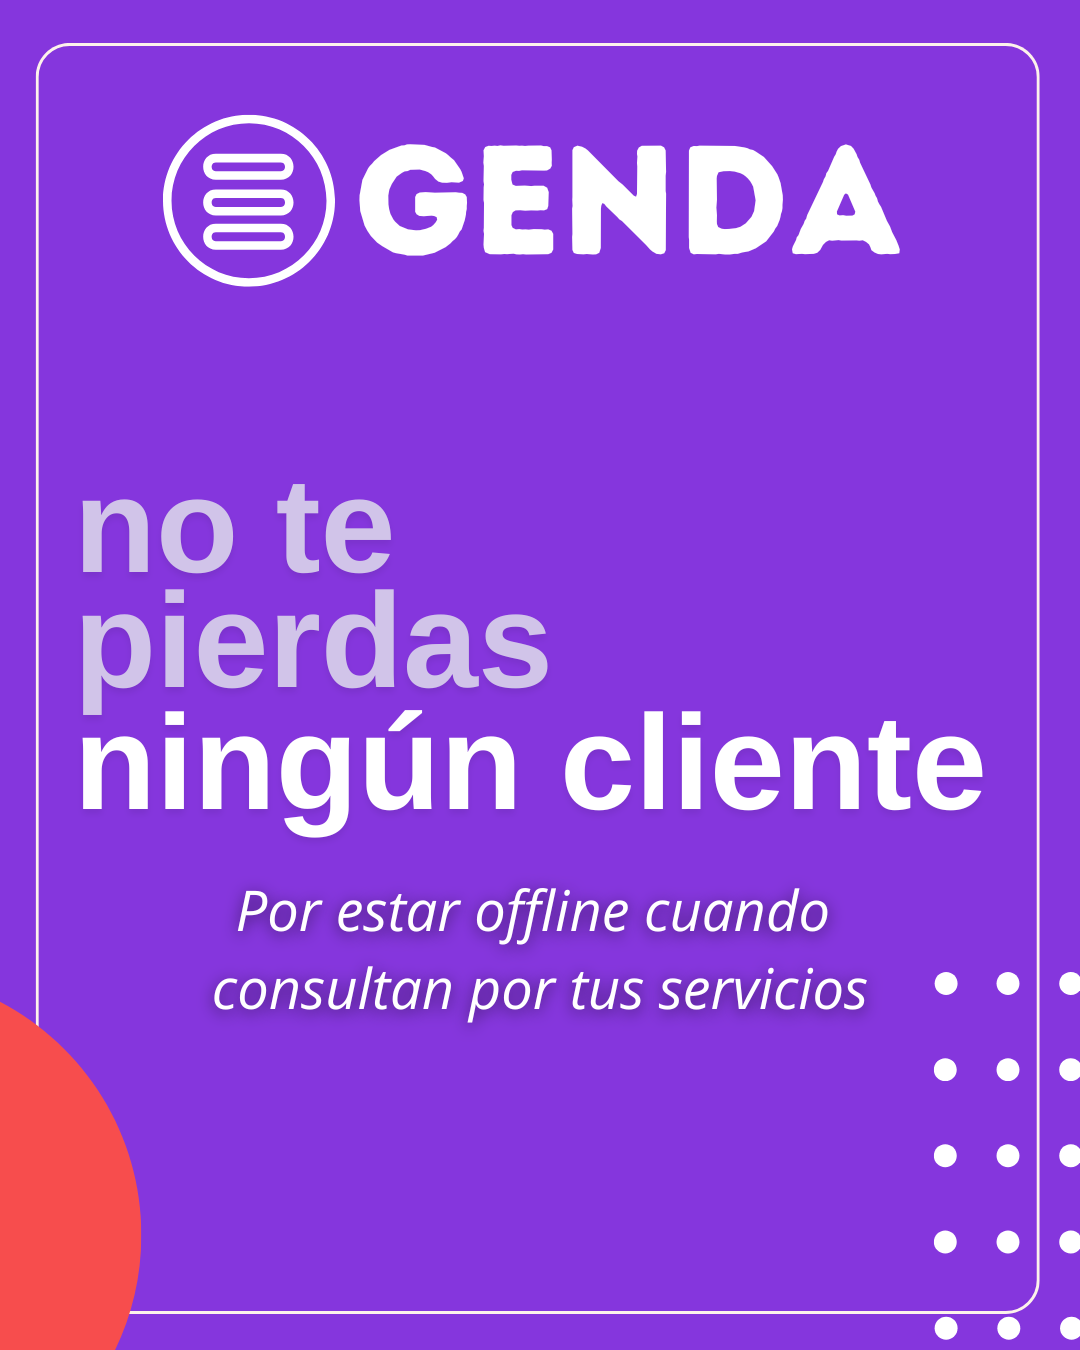 GENDA
no te
pierdas
ningún cliente
Por estar offline cuando
consultan por tus servicios